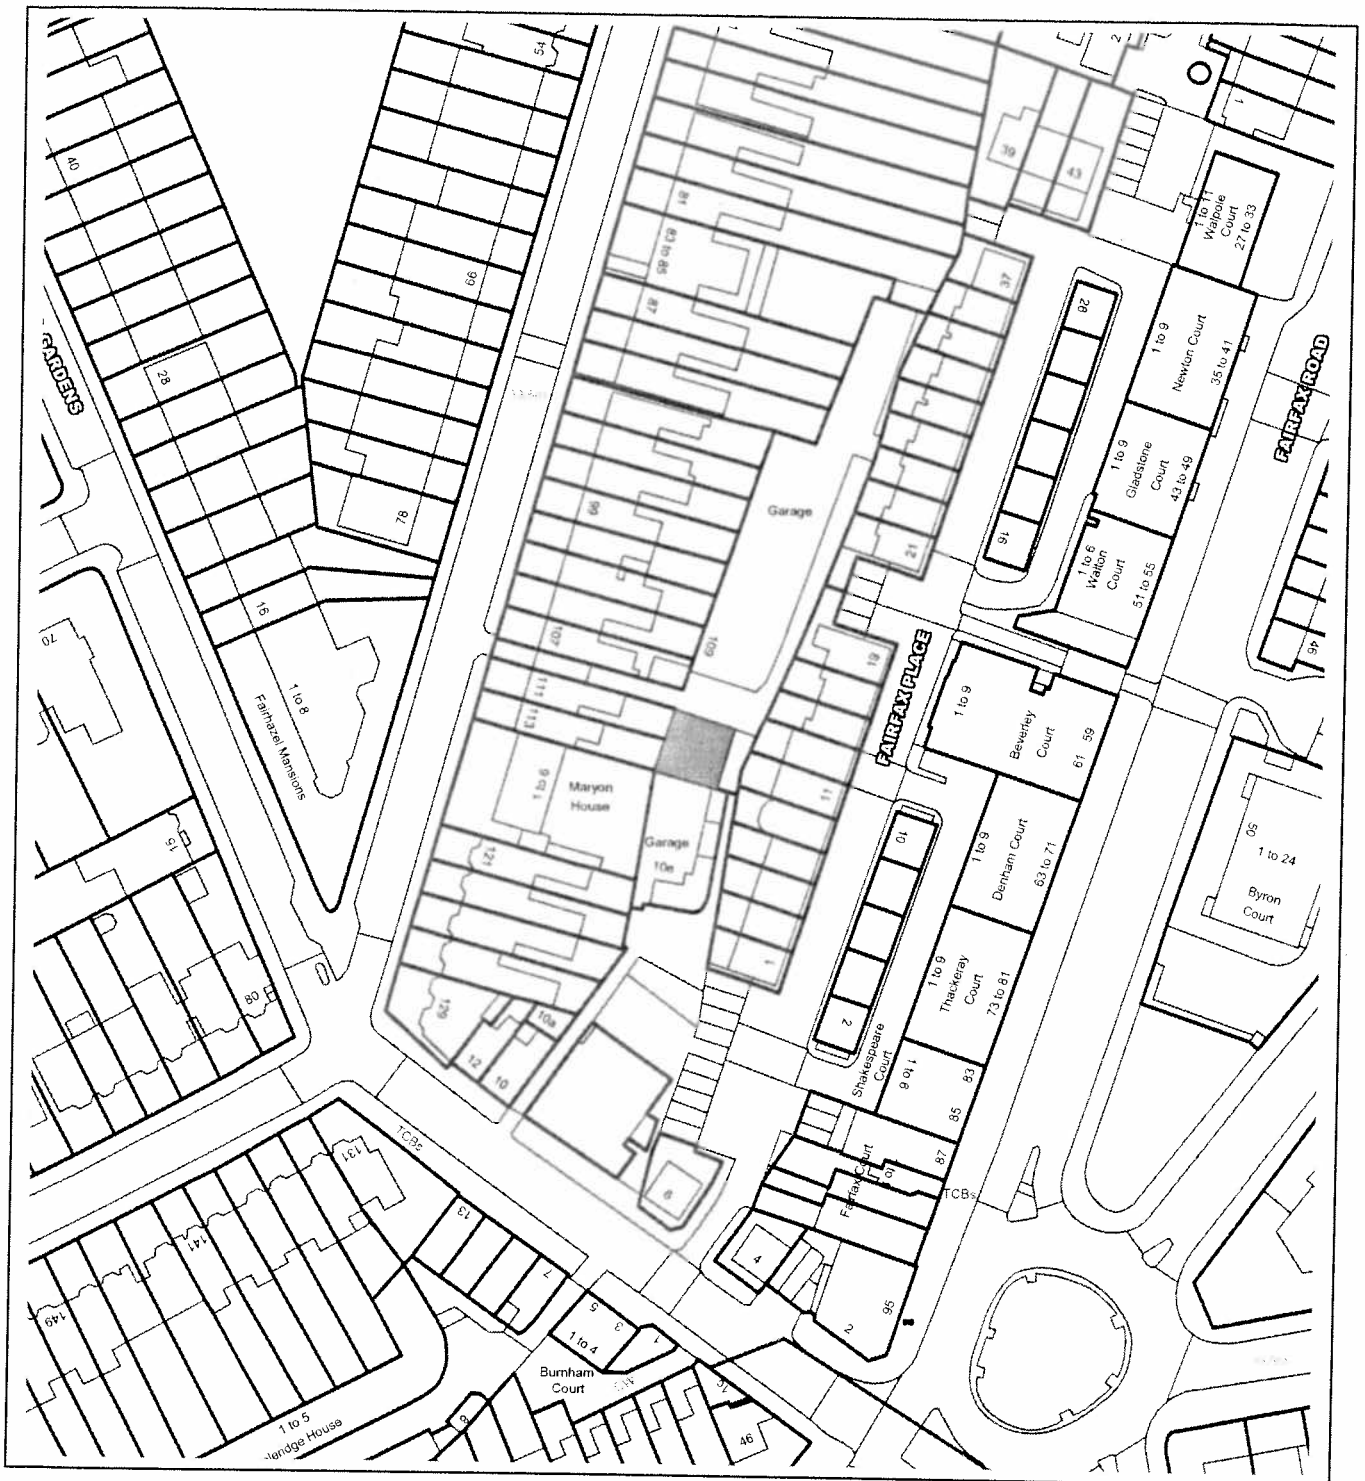 54
2
1
40
39
43
1 to 11
Walpole
Court
27 to 33
81
83 to 85
66
37
87
26
1 to 9
Newton Court
35 to 41
FAIRFAX ROAD
GARDENS
28
1 to 9
Gladstone
Court
43 to 49
99
Garage
78
21
16
1 to 6
Walton
Court
51 to 55
16
70
107
109
19
FAIRFAX PLACE
46
1 to 8
Fairhazel Mansions
111
113
1 to 9
Beverley
Court
59
61
1 to 6
Maryon
House
11
15
121
Garage
10e
10
1 to 9
Denham Court
63 to 71
50
1 to 24
Byron
Court
80
129
1
1 to 9
Thackeray
Court
73 to 81
2
10a
12
10
Shakespeare
Court
1 to 6
83
85
TCBs
131
6
Fairfax Court
87
TCBs
13
141
149
7
4
95
2
5
3
1
1 to 4
Burnham
Court
1 to 5
8
46